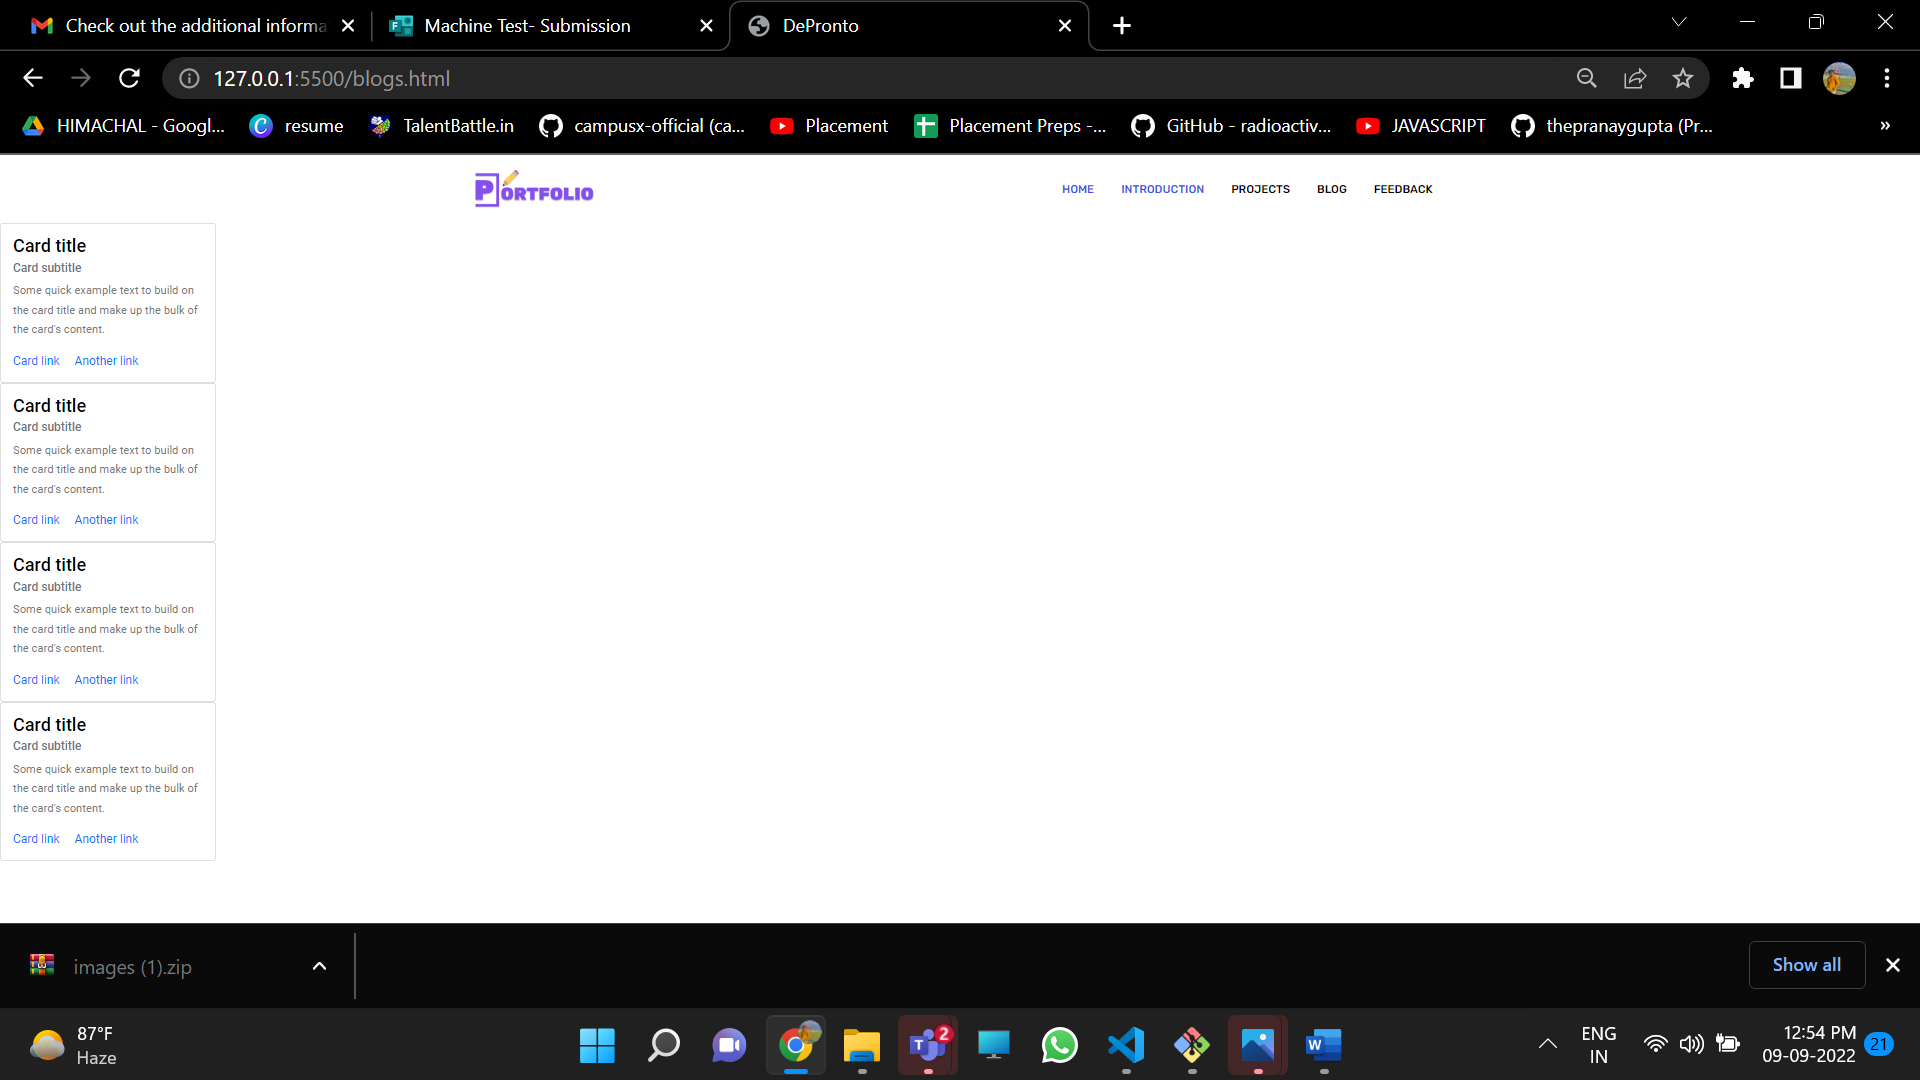 Check out the additional informa
Machine Test- Submission
DePronto
127.0.0.1:5500/blogs.html
HIMACHAL - Googl...
resume
TalentBattle.in
campusx-official (ca...
Placement
Placement Preps -...
GitHub - radioactiv...
JAVASCRIPT
thepranaygupta (Pr...
»
PORTFOLIO
HOME
INTRODUCTION
PROJECTS
BLOG
FEEDBACK
Card title
Card subtitle
Some quick example text to build on
the card title and make up the bulk of
the card's content.
Card link Another link
Card title
Card subtitle
Some quick example text to build on
the card title and make up the bulk of
the card's content.
Card link Another link
Card title
Card subtitle
Some quick example text to build on
the card title and make up the bulk of
the card's content.
Card link Another link
Card title
Card subtitle
Some quick example text to build on
the card title and make up the bulk of
the card's content.
Card link Another link
images (1).zip
Show all
87°F
Haze
2
ENG
IN
12:54 PM
09-09-2022
21